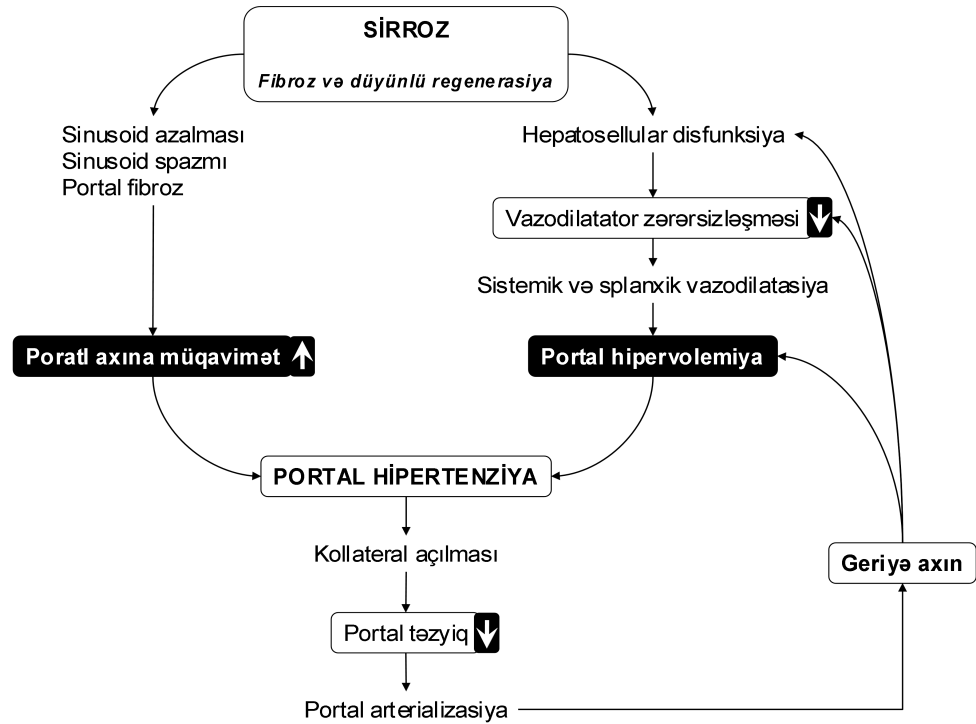 SİRROZ
Fibroz və düyünlü regenerasiya
Sinusoid azalması
Sinusoid spazmı
Portal fibroz
Hepatosellular disfunksiya
Vazodilatator zərərsizləşməsi
Sistemik və splanxik vazodilatasiya
Poratl axına müqavimət
Portal hipervolemiya
PORTAL HİPERTENZİYA
Kollateral açılması
Geriyə axın
Portal təzyiq
Portal arterializasiya